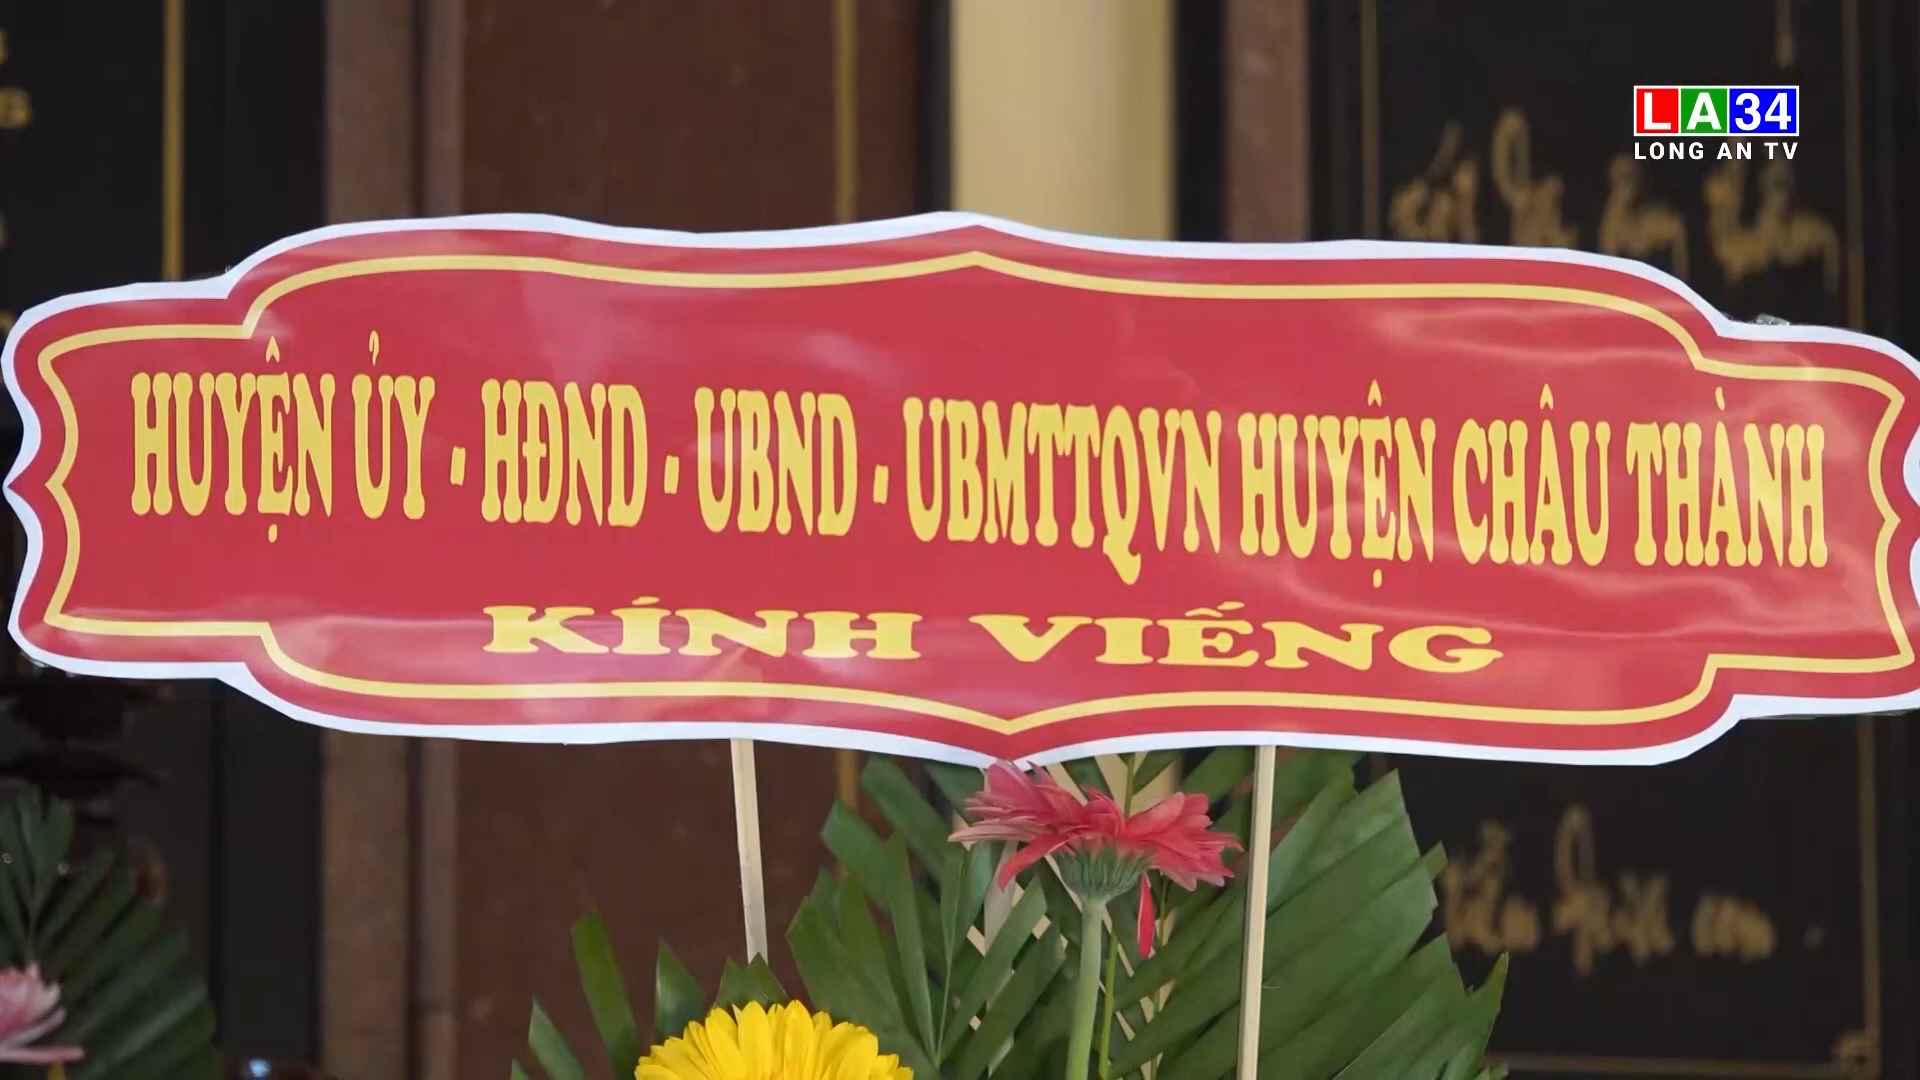 LA34
LONG AN TV
HUYỆN ỦY - HĐND - UBND - UBMTTQVN HUYỆN CHÂU THÀNH
KÍNH VIẾNG